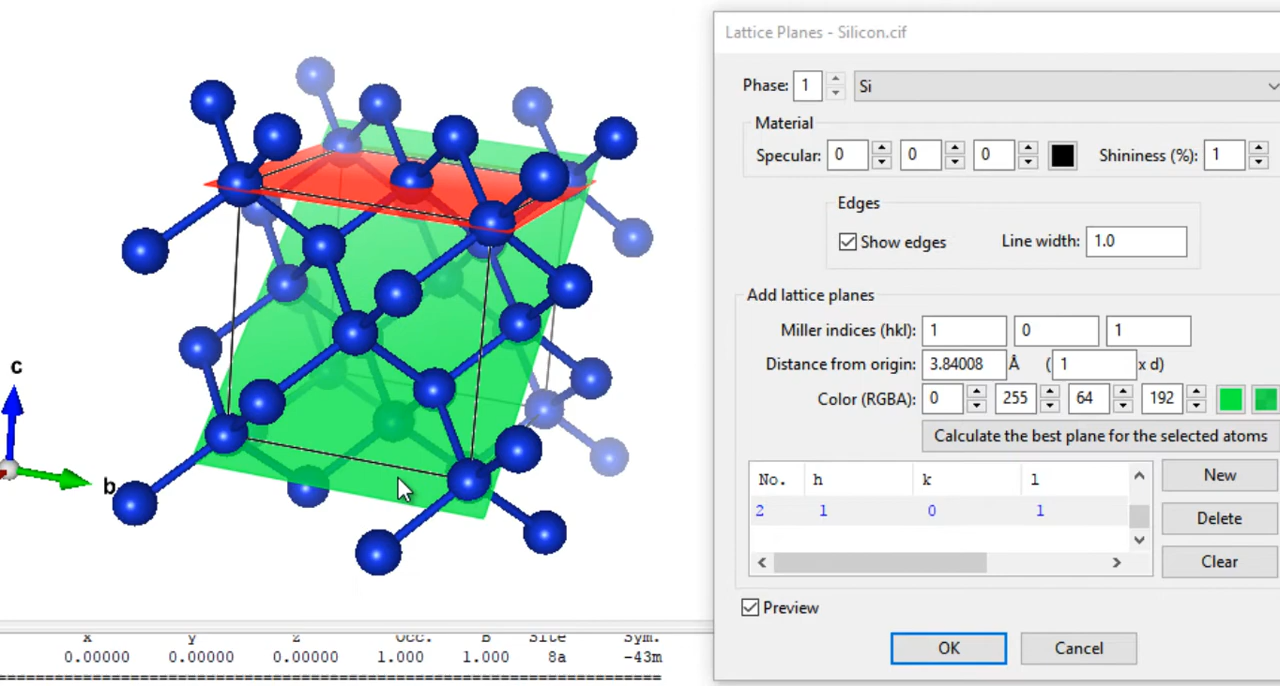 Lattice Planes - Silicon.cif
Phase: 1 Si
Material
Specular: 0 0 0 Shininess (%): 1
Edges
Show edges Line width: 1.0
Add lattice planes
Miller indices (hkl): 1 0 1
Distance from origin: 3.84008 Å ( 1 x d)
Color (RGBA): 0 255 64 192
Calculate the best plane for the selected atoms
No. h k l
2 1 0 1
New
Delete
Clear
Preview
OK Cancel
c
b
x y z Occ. B Site Sym.
0.00000 0.00000 0.00000 1.000 1.000 8a -43m